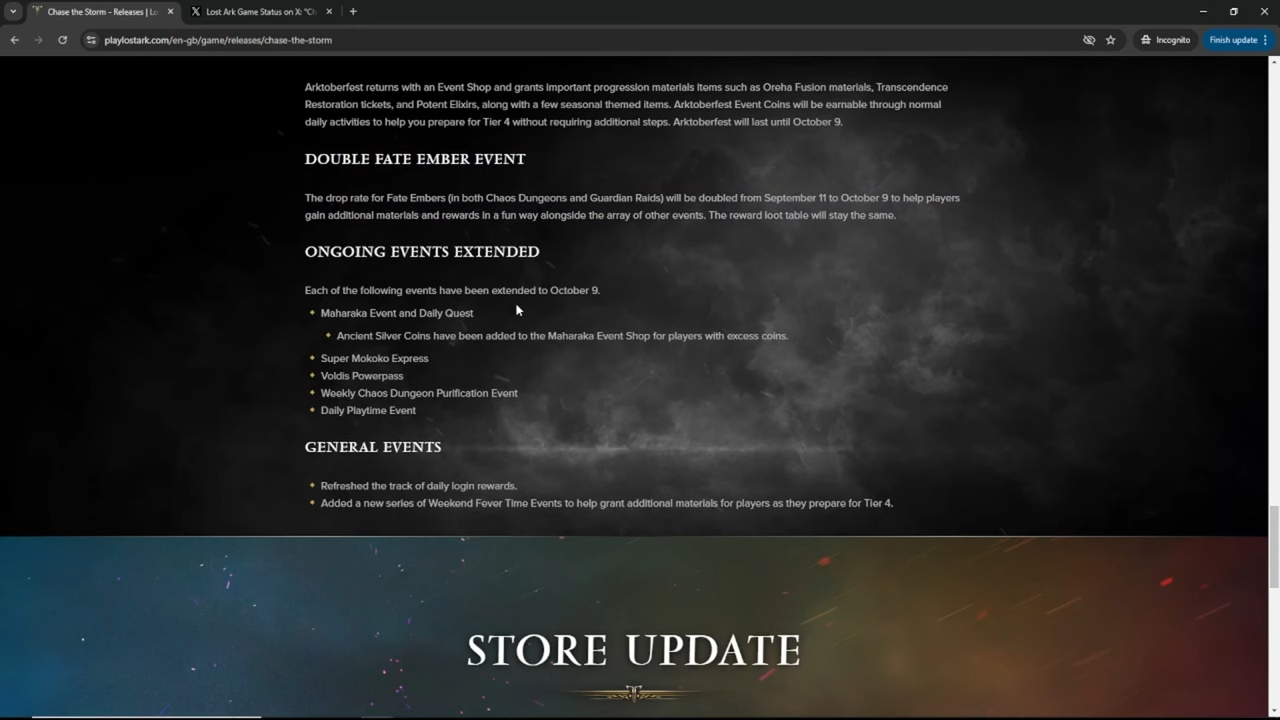 Chase the Storm - Releases | Lo
Lost Ark Game Status on X: "Ch
playlostark.com/en-gb/game/releases/chase-the-storm
Incognito
Finish update
Arktoberfest returns with an Event Shop and grants important progression materials items such as Oreha Fusion materials, Transcendence
Restoration tickets, and Potent Elixirs, along with a few seasonal themed items. Arktoberfest Event Coins will be earnable through normal
daily activities to help you prepare for Tier 4 without requiring additional steps. Arktoberfest will last until October 9.
DOUBLE FATE EMBER EVENT
The drop rate for Fate Embers (in both Chaos Dungeons and Guardian Raids) will be doubled from September 11 to October 9 to help players
gain additional materials and rewards in a fun way alongside the array of other events. The reward loot table will stay the same.
ONGOING EVENTS EXTENDED
Each of the following events have been extended to October 9.
Maharaka Event and Daily Quest
Ancient Silver Coins have been added to the Maharaka Event Shop for players with excess coins.
Super Mokoko Express
Voldis Powerpass
Weekly Chaos Dungeon Purification Event
Daily Playtime Event
GENERAL EVENTS
Refreshed the track of daily login rewards.
Added a new series of Weekend Fever Time Events to help grant additional materials for players as they prepare for Tier 4.
STORE UPDATE